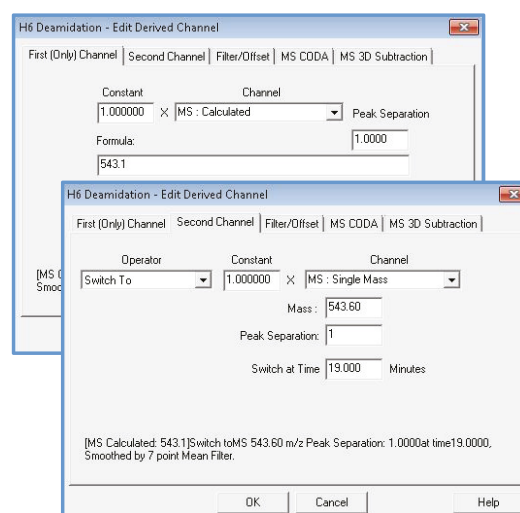 H6 Deamidation - Edit Derived Channel
First (Only) Channel Second Channel Filter/Offset MS CODA MS 3D Subtraction
Constant Channel
1.000000 X MS : Calculated Peak Separation
Formula: 1.0000
543.1
[MS C
Smoo
H6 Deamidation - Edit Derived Channel
First (Only) Channel Second Channel Filter/Offset MS CODA MS 3D Subtraction
Operator Constant Channel
Switch To 1.000000 X MS : Single Mass
Mass : 543.60
Peak Separation: 1
Switch at Time 19.000 Minutes
[MS Calculated: 543.1]Switch toMS 543.60 m/z Peak Separation: 1.0000at time19.0000,
Smoothed by 7 point Mean Filter.
OK Cancel Help